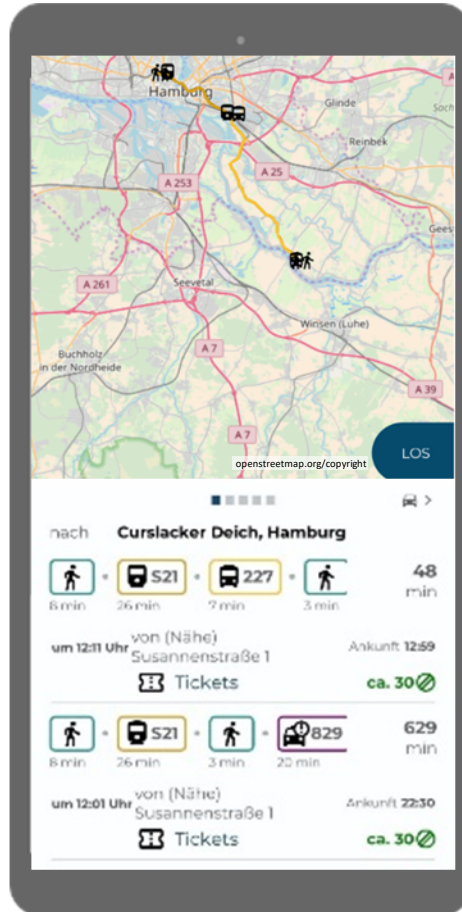 Hamburg
Glinde
Reinbek
A 253
A 25
Gees
A 261
Seevetal
Winsen (Luhe)
A 7
Buchholz
in der Nordheide
A 39
A 7
LOS
openstreetmap.org/copyright
nach Curslacker Deich, Hamburg
S21 227 48
min
8 min 26 min 7 min 3 min
um 12:11 Uhr von (Nähe) Ankunft 12:59
Susannenstraße 1
Tickets ca. 30
S21 829 629
min
8 min 26 min 3 min 20 min
um 12:01 Uhr von (Nähe) Ankunft 22:30
Susannenstraße 1
Tickets ca. 30